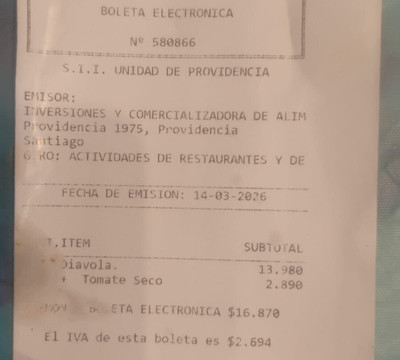 BOLETA ELECTRONICA
Nº 580866
S.I.I. UNIDAD DE PROVIDENCIA
EMISOR:
INVERSIONES Y COMERCIALIZADORA DE ALIM
Providencia 1975, Providencia
Santiago
GIRO: ACTIVIDADES DE RESTAURANTES Y DE
FECHA DE EMISION: 14-03-2026
ITEM SUBTOTAL
Diavola. 13.980
+ Tomate Seco 2.890
BOLETA ELECTRONICA $16.870
El IVA de esta boleta es $2.694